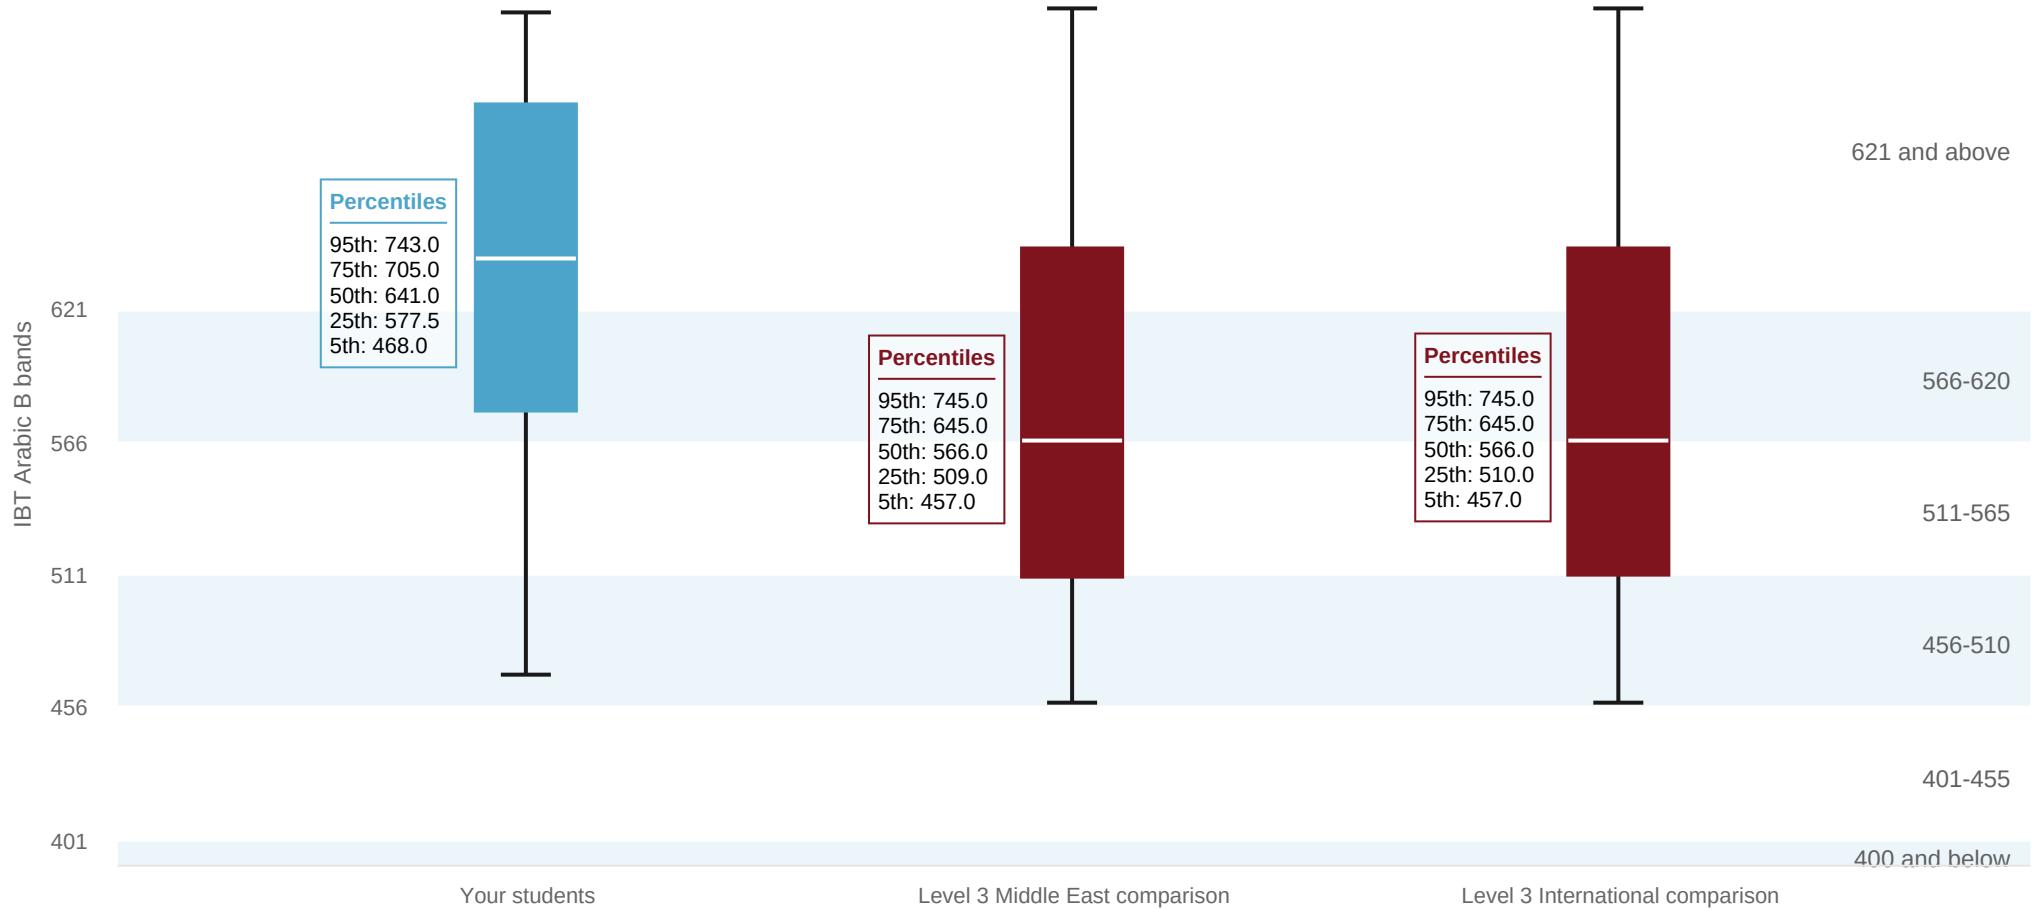 621 and above
Percentiles
95th: 743.0
75th: 705.0
50th: 641.0
25th: 577.5
5th: 468.0
Percentiles
95th: 745.0
75th: 645.0
50th: 566.0
25th: 509.0
5th: 457.0
Percentiles
95th: 745.0
75th: 645.0
50th: 566.0
25th: 510.0
5th: 457.0
IBT Arabic B bands
621
566
511
456
401
566-620
511-565
456-510
401-455
400 and below
Your students
Level 3 Middle East comparison
Level 3 International comparison